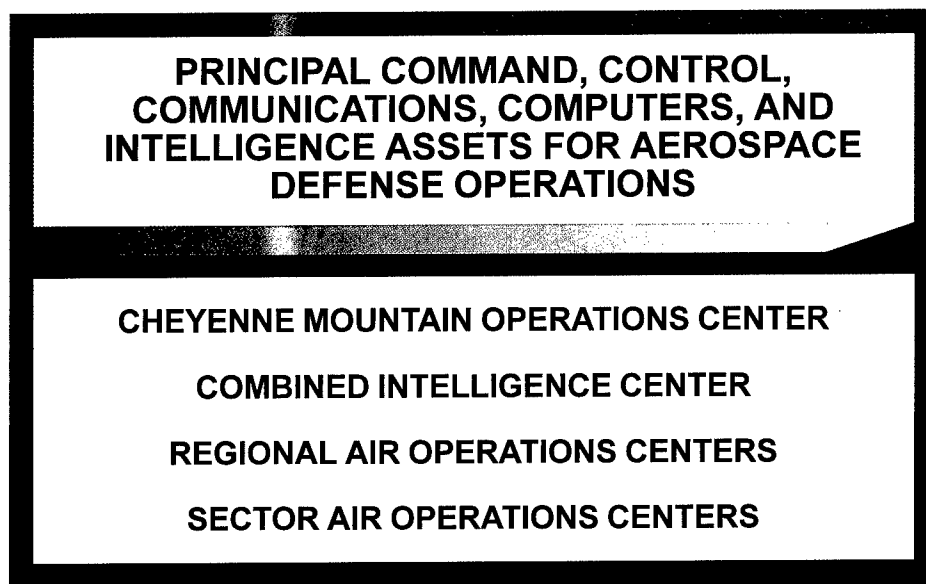 PRINCIPAL COMMAND, CONTROL,
COMMUNICATIONS, COMPUTERS, AND
INTELLIGENCE ASSETS FOR AEROSPACE
DEFENSE OPERATIONS
CHEYENNE MOUNTAIN OPERATIONS CENTER
COMBINED INTELLIGENCE CENTER
REGIONAL AIR OPERATIONS CENTERS
SECTOR AIR OPERATIONS CENTERS